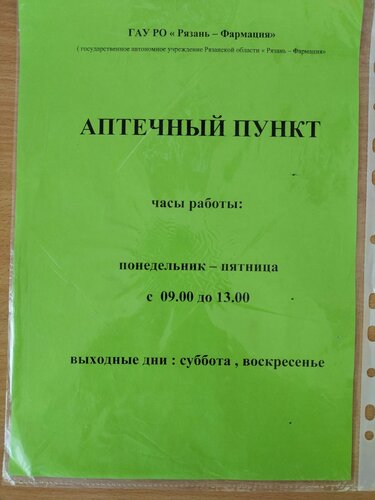 ГАУ РО « Рязань – Фармация»
( государственное автономное учреждение Рязанской области « Рязань – Фармация»
АПТЕЧНЫЙ ПУНКТ
часы работы:
понедельник – пятница
с 09.00 до 13.00
выходные дни : суббота , воскресенье